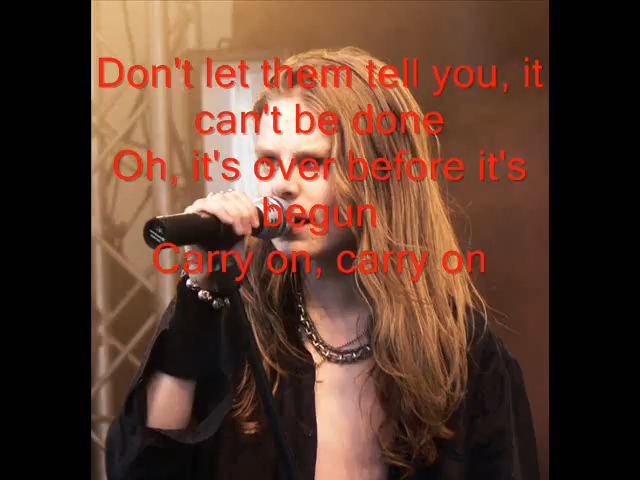 Don't let them tell you, it
can't be done
Oh, it's over before it's
begun
Carry on, carry on